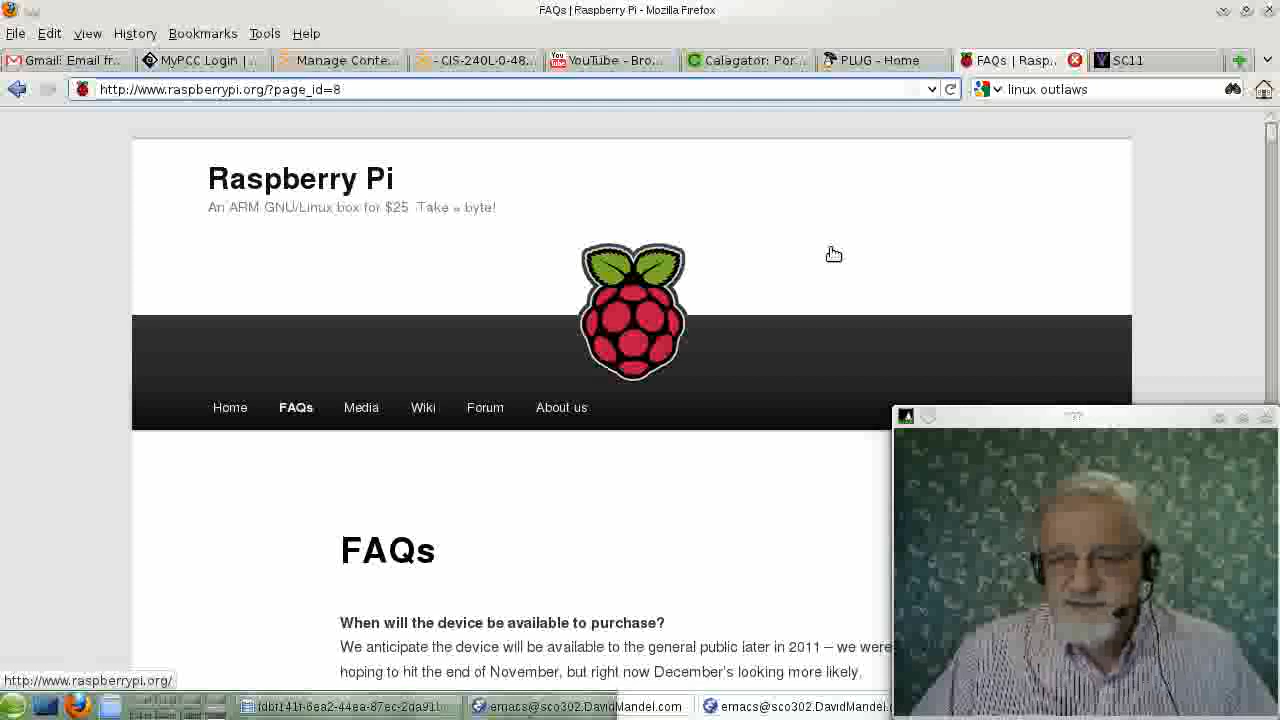 FAQs | Raspberry Pi - Mozilla Firefox
File Edit View History Bookmarks Tools Help
Gmail: Email fr... MyPCC Login | ... Manage Conte... - CIS-240L-0-48... YouTube - Bro... Calagator: Por... PLUG - Home FAQs | Rasp... SC11
http://www.raspberrypi.org/?page_id=8 linux outlaws
Raspberry Pi
An ARM GNU/Linux box for $25. Take a byte!
Home FAQs Media Wiki Forum About us
FAQs
When will the device be available to purchase?
We anticipate the device will be available to the general public later in 2011 – we were
hoping to hit the end of November, but right now December's looking more likely.
http://www.raspberrypi.org/
emacs@sco302.DavidMandel.com emacs@sco302.DavidMandel.